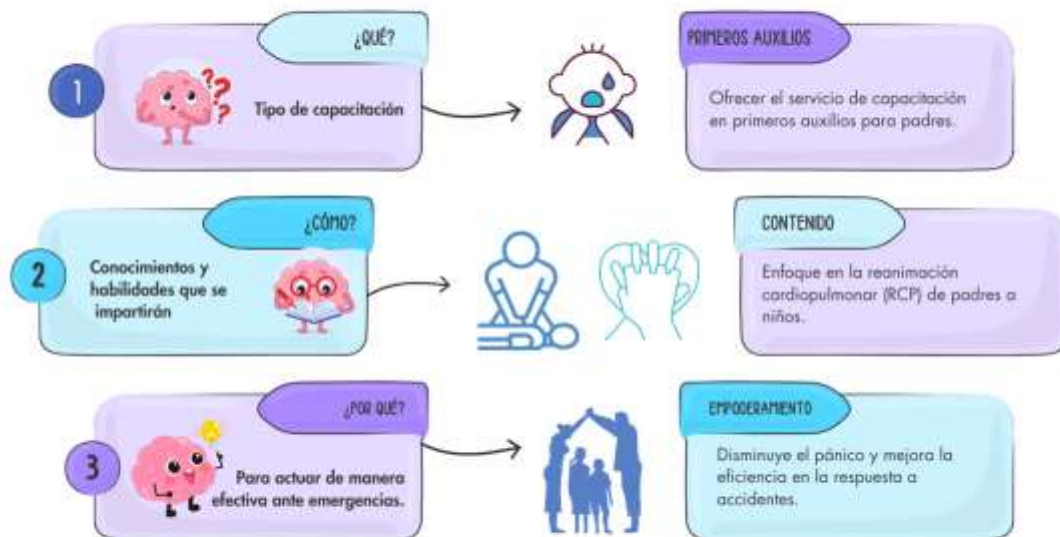 ¿QUÉ?
PRIMEROS AUXILIOS
1
???
Tipo de capacitación
Ofrecer el servicio de capacitación
en primeros auxilios para padres.
¿CÓMO?
CONTENIDO
2
Conocimientos y
habilidades que se
impartirán
Enfoque en la reanimación
cardiopulmonar (RCP) de padres a
niños.
¿POR QUÉ?
EMPODERAMIENTO
3
Para actuar de manera
efectiva ante emergencias.
Disminuye el pánico y mejora la
eficiencia en la respuesta a
accidentes.